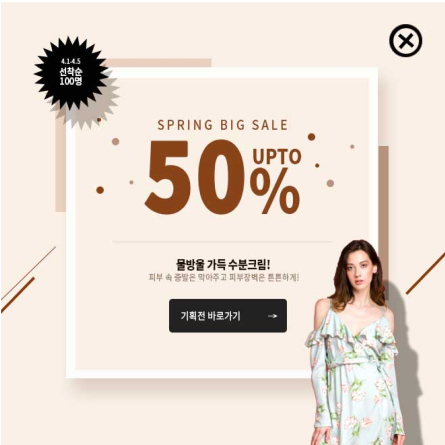 4.1-4.5
선착순
100명
SPRING BIG SALE
50%
UPTO
물방울 가득 수분크림!
피부 속 증발은 막아주고 피부장벽은 튼튼하게!
기획전 바로가기 →